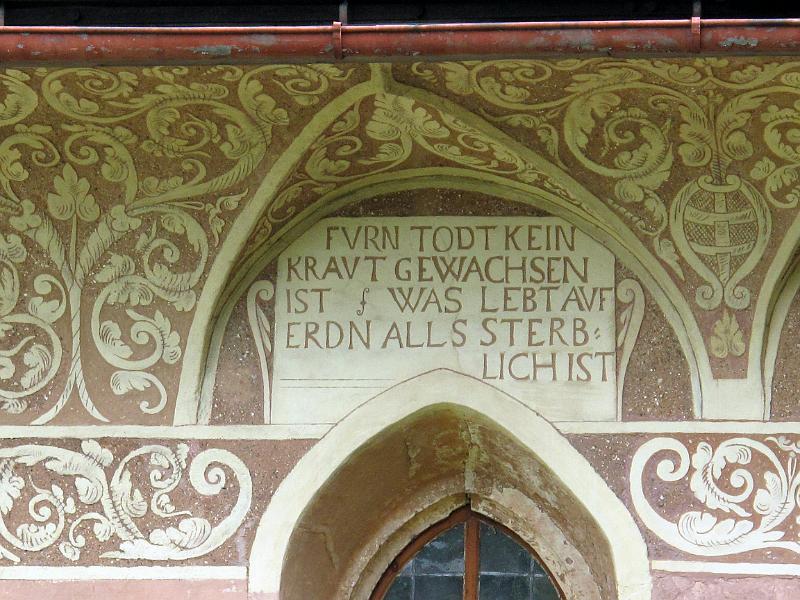 FVRN TODT KEIN
KRAVT GEWACHSEN
IST ⨍ WAS LEBT AVF
ERDN ALLS STERB⸗
LICH IST